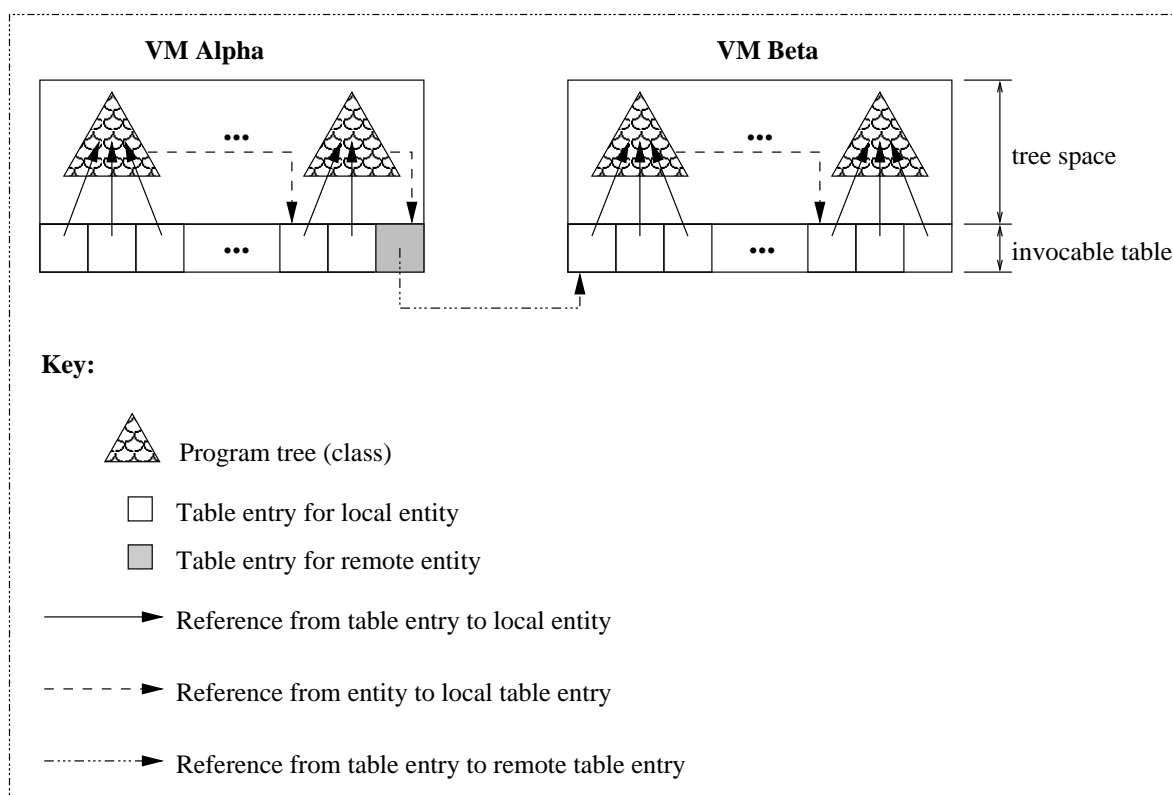 VM Alpha
VM Beta
...
...
tree space
...
...
invocable table
Key:
Program tree (class)
Table entry for local entity
Table entry for remote entity
Reference from table entry to local entity
Reference from entity to local table entry
Reference from table entry to remote table entry